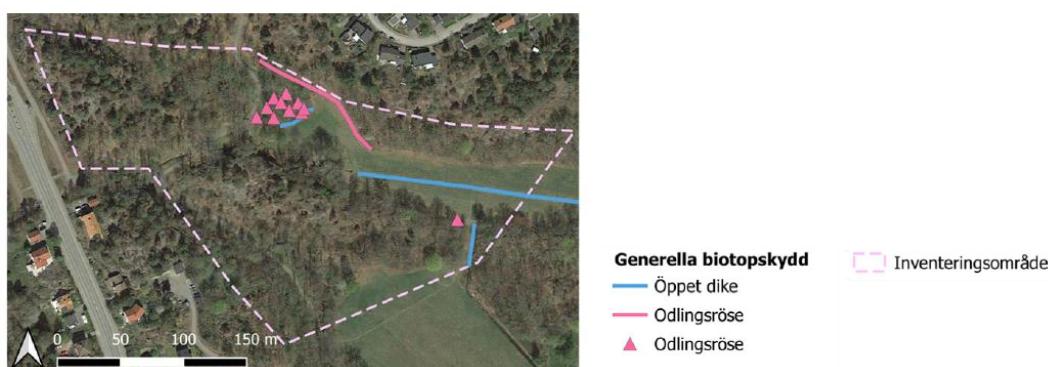 0 50 100 150 m
Generella biotopskydd
Öppet dike
Odlingsröse
Odlingsröse
Inventeringsområde